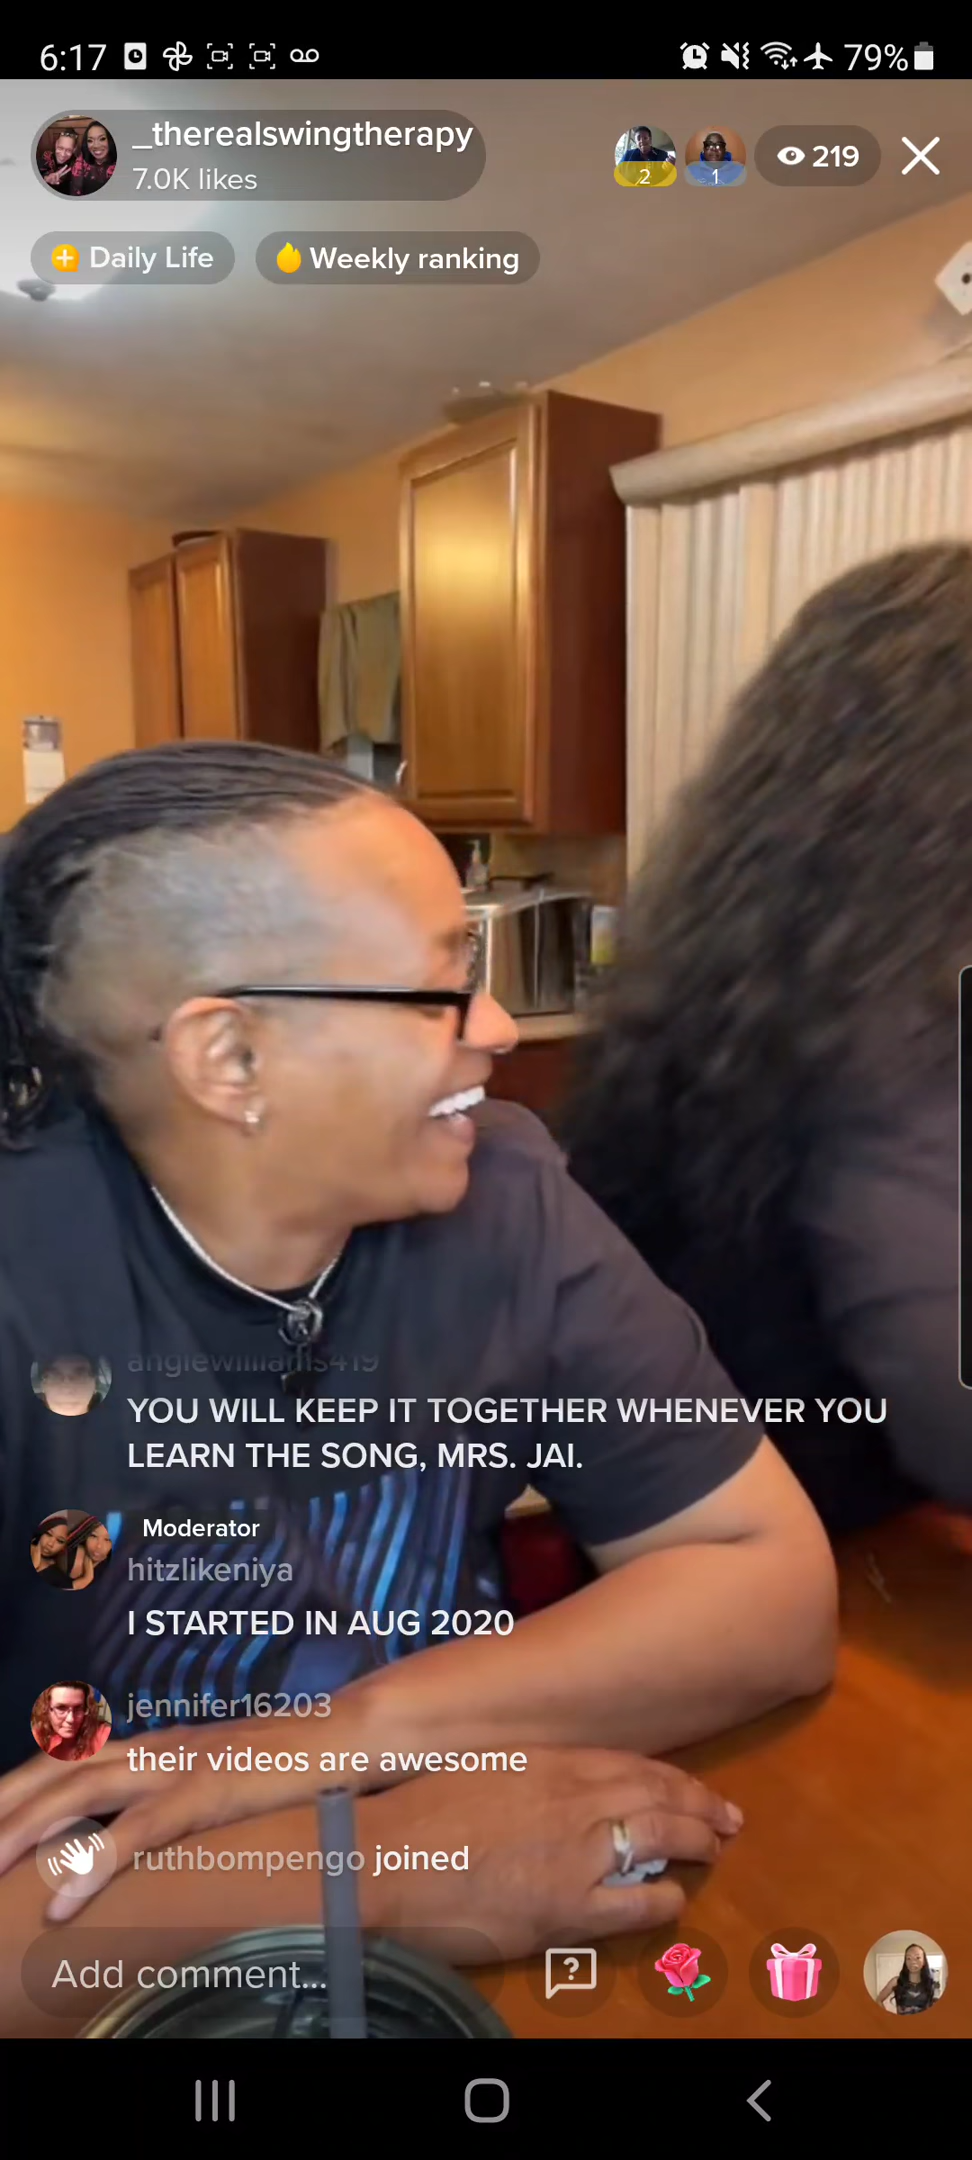 6:17
79%
_therealswingtherapy
7.0K likes
2
1
219
Daily Life
Weekly ranking
angiewilliams419
YOU WILL KEEP IT TOGETHER WHENEVER YOU
LEARN THE SONG, MRS. JAI.
Moderator
hitzlikeniya
I STARTED IN AUG 2020
jennifer16203
their videos are awesome
ruthbompengo joined
Add comment...
?